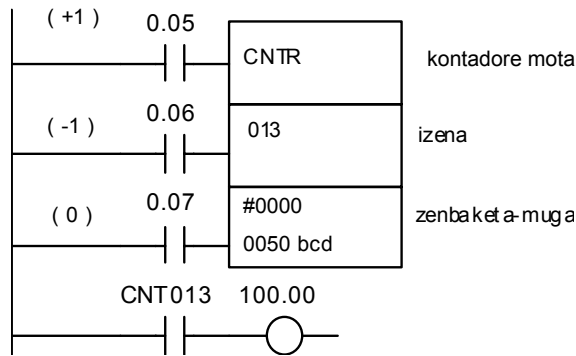 ( +1 )
0.05
CNTR
kontadore mota
( -1 )
0.06
013
izena
( 0 )
0.07
#0000
zenbaketa-muga
0050 bcd
CNT013
100.00